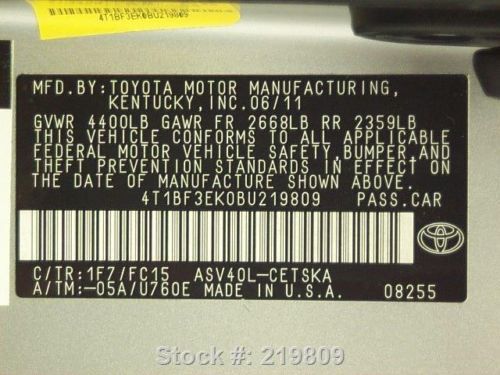 4T1BF3EK0BU219809
MFD.BY:TOYOTA MOTOR MANUFACTURING,
KENTUCKY,INC.06/11
GVWR 4400LB GAWR FR 2668LB RR 2359LB
THIS VEHICLE CONFORMS TO ALL APPLICABLE
FEDERAL MOTOR VEHICLE SAFETY,BUMPER,AND
THEFT PREVENTION STANDARDS IN EFFECT ON
THE DATE OF MANUFACTURE SHOWN ABOVE.
4T1BF3EK0BU219809 PASS.CAR
C/TR:1F7/FC15 ASV40L-CETSKA
A/TM:-05A/U760E MADE IN U.S.A. 08255
Stock #: 219809